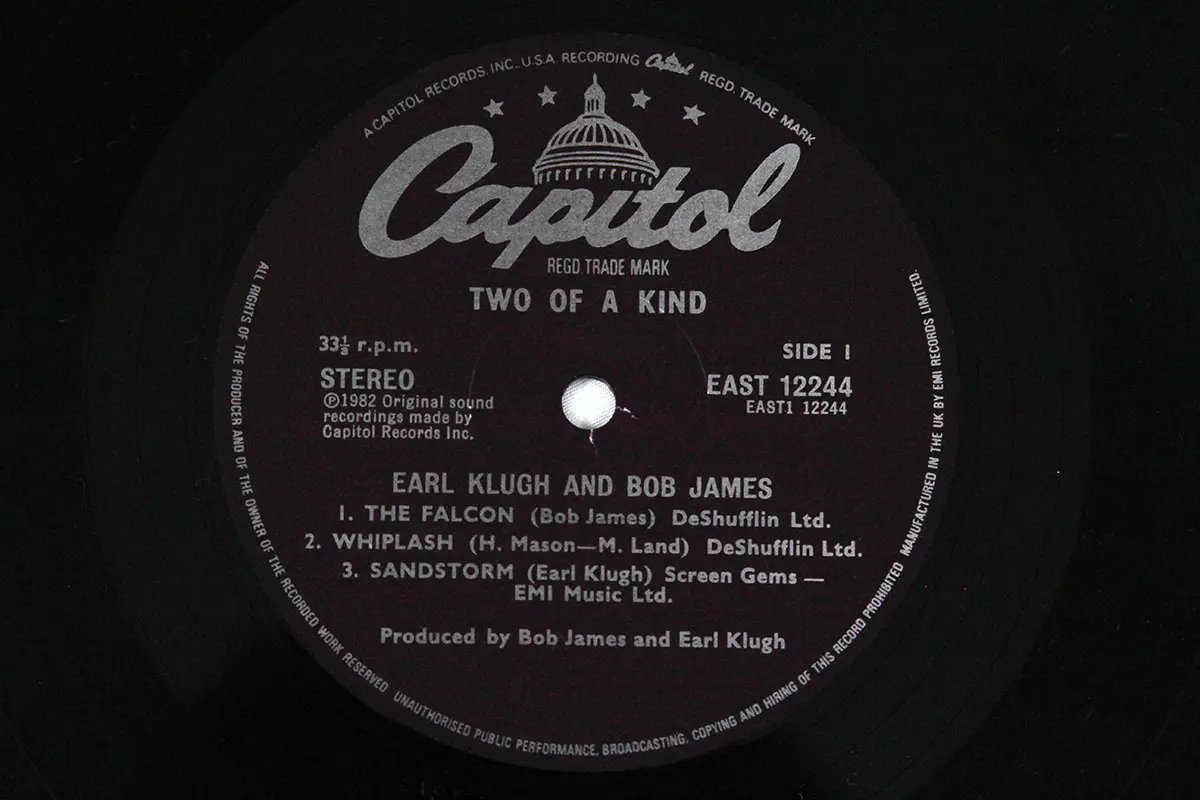 A CAPITOL RECORDS, INC. U.S.A. RECORDING Capitol REGD. TRADE MARK
Capitol
REGD TRADE MARK
TWO OF A KIND
33⅓ r.p.m.
STEREO
℗1982 Original sound
recordings made by
Capitol Records Inc.
SIDE 1
EAST 12244
EAST1 12244
EARL KLUGH AND BOB JAMES
1. THE FALCON (Bob James) DeShufflin Ltd.
2. WHIPLASH (H. Mason—M. Land) DeShufflin Ltd.
3. SANDSTORM (Earl Klugh) Screen Gems —
EMI Music Ltd.
Produced by Bob James and Earl Klugh
ALL RIGHTS OF THE PRODUCER AND OF THE OWNER OF THE RECORDED WORK RESERVED UNAUTHORISED PUBLIC PERFORMANCE, BROADCASTING, COPYING AND HIRING OF THIS RECORD PROHIBITED MANUFACTURED IN THE UK BY EMI RECORDS LIMITED.